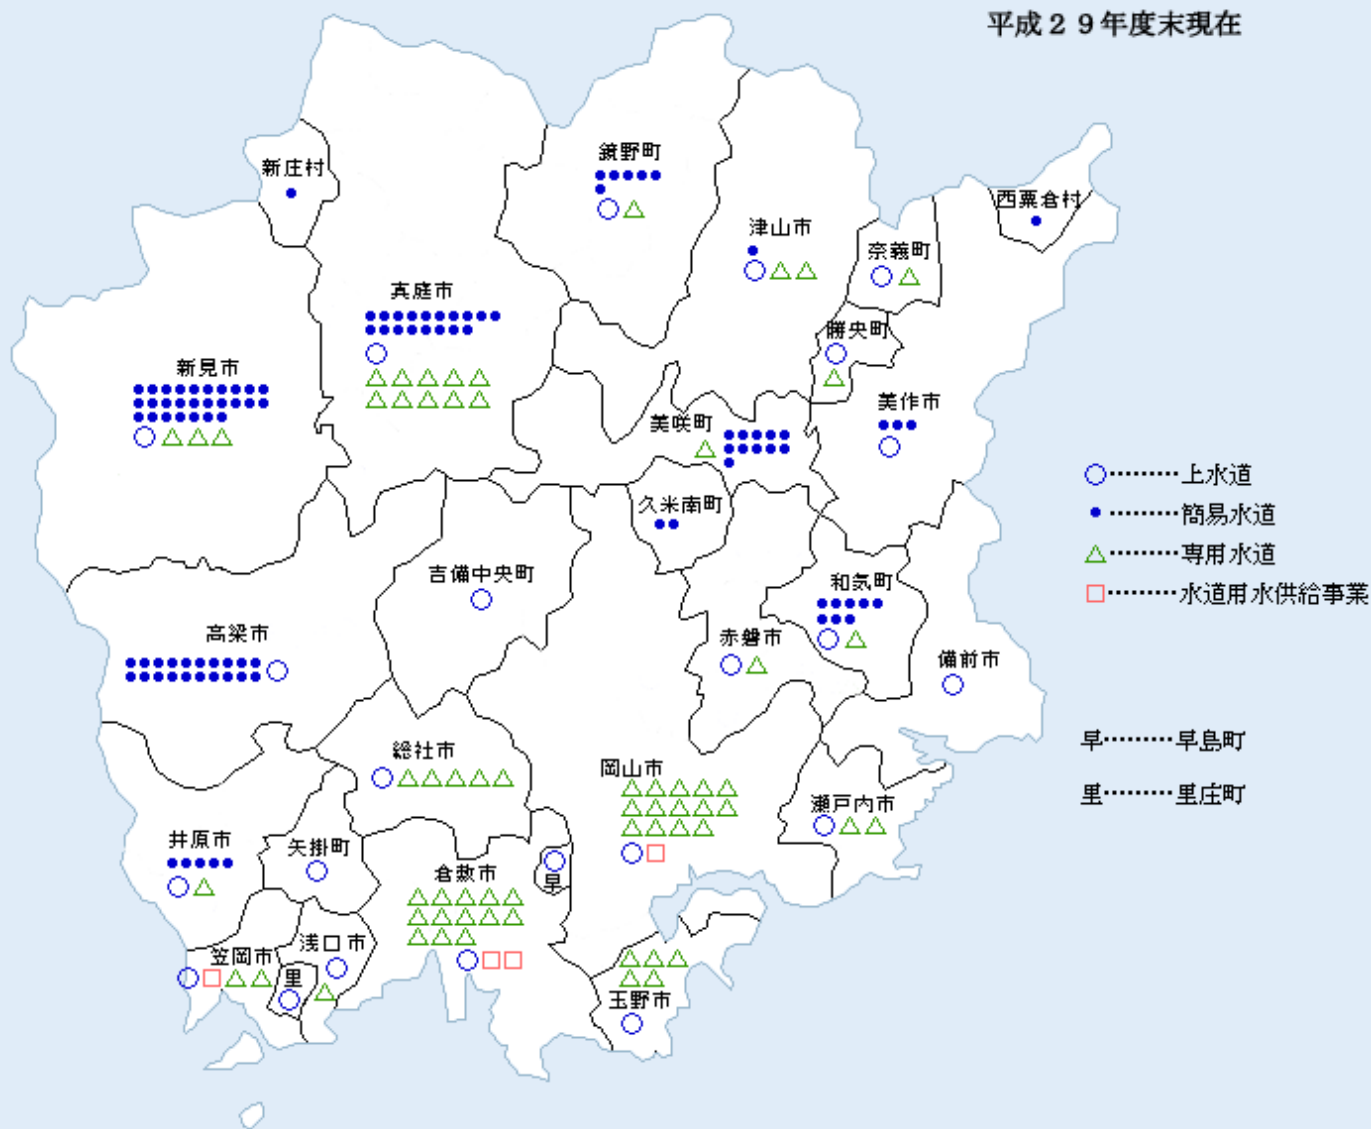 平成２９年度末現在
新庄村
鏡野町
津山市
西粟倉村
奈義町
真庭市
勝央町
新見市
美作市
美咲町
久米南町
吉備中央町
和気町
高梁市
赤磐市
備前市
総社市
岡山市
瀬戸内市
井原市
矢掛町
早
倉敷市
笠岡市
浅口市
里
玉野市
○………上水道
●………簡易水道
△………専用水道
□………水道用水供給事業
早………早島町
里………里庄町